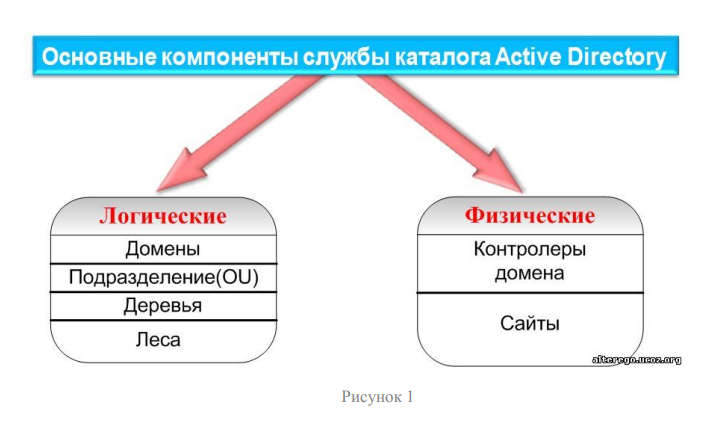 Основные компоненты службы каталога Active Directory
Логические
Домены
Подразделение(OU)
Деревья
Леса
Физические
Контролеры
домена
Сайты
alterego.ucoz.org
Рисунок 1